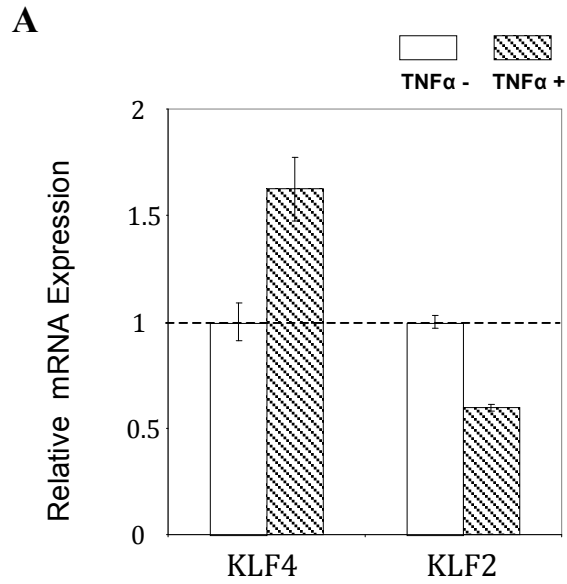 A
TNFα - TNFα +
2
1.5
1
0.5
0
Relative mRNA Expression
KLF4 KLF2